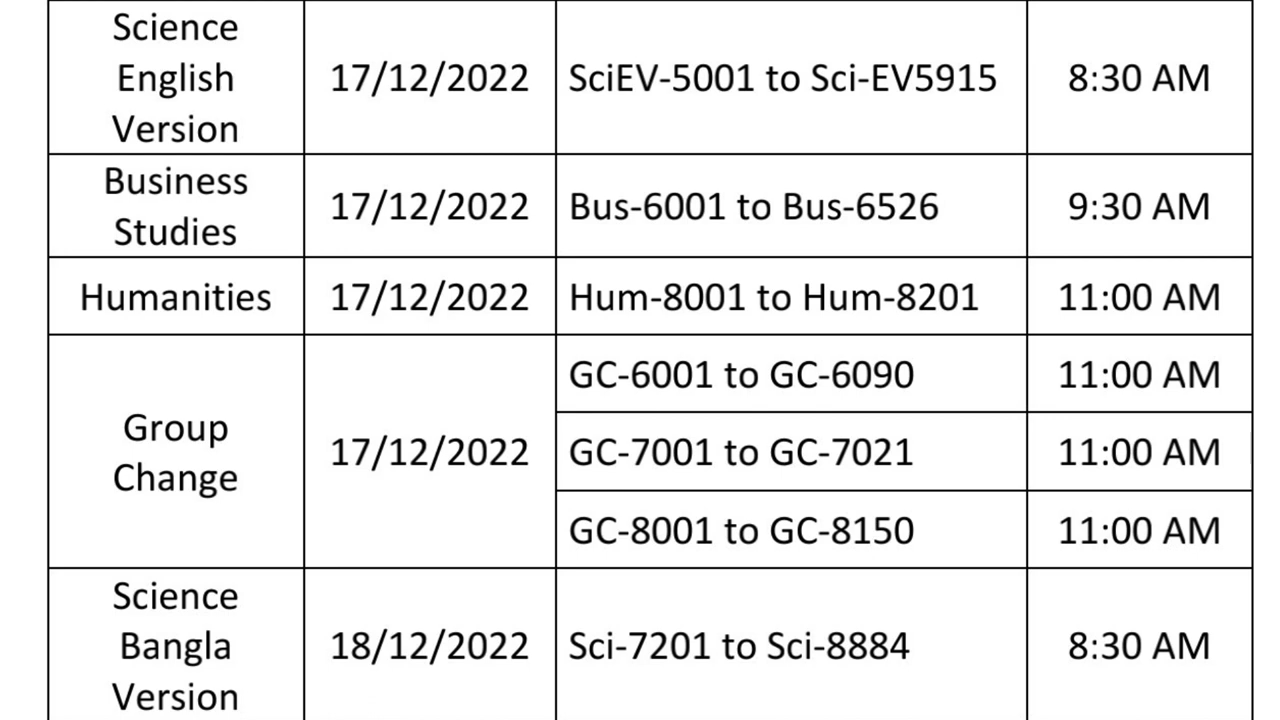 Science
English
Version
17/12/2022
SciEV-5001 to Sci-EV5915
8:30 AM
Business
Studies
17/12/2022
Bus-6001 to Bus-6526
9:30 AM
Humanities
17/12/2022
Hum-8001 to Hum-8201
11:00 AM
Group
Change
17/12/2022
GC-6001 to GC-6090
11:00 AM
GC-7001 to GC-7021
11:00 AM
GC-8001 to GC-8150
11:00 AM
Science
Bangla
Version
18/12/2022
Sci-7201 to Sci-8884
8:30 AM